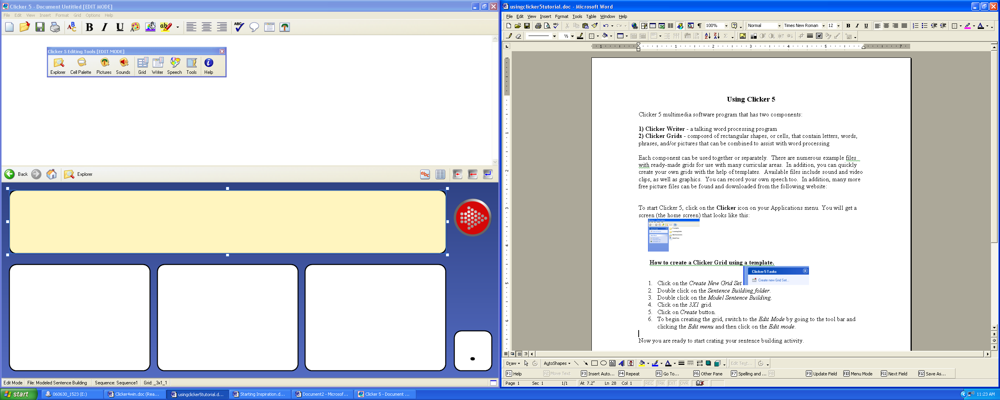 Clicker 5 - Document Untitled [EDIT MODE]
File Edit View Insert Format Grid Options Help
Clicker 5 Editing Tools [EDIT MODE]
Explorer Cell Palette Pictures Sounds Grid Writer Speech Tools Help
Back Explorer
.
Edit Mode File: Modeled Sentence Building Sequence: Sequence1 Grid: _3x1_1
usingclicker5tutorial.doc - Microsoft Word
File Edit View Insert Format Tools Table Window Help
100% Normal Times New Roman 12 B I U
½
Using Clicker 5
Clicker 5 multimedia software program that has two components:
1) Clicker Writer - a talking word processing program
2) Clicker Grids - composed of rectangular shapes, or cells, that contain letters, words,
phrases, and/or pictures that can be combined to assist with word processing
Each component can be used together or separately. There are numerous example files
with ready-made grids for use with many curricular areas. In addition, you can quickly
create your own grids with the help of templates. Available files include sound and video
clips, as well as graphics. You can record your own speech too. In addition, many more
free picture files can be found and downloaded from the following website:
To start Clicker 5, click on the Clicker icon on your Applications menu. You will get a
screen (the home screen) that looks like this:
How to create a Clicker Grid using a template.
Clicker5 Tasks
Create new Grid Set...
1. Click on the Create New Grid Set
2. Double click on the Sentence Building folder.
3. Double click on the Model Sentence Building.
4. Click on the 3X1 grid.
5. Click on Create button.
6. To begin creating the grid, switch to the Edit Mode by going to the tool bar and
clicking the Edit menu and then click on the Edit mode.
Now you are ready to start crating your sentence building activity.
Draw AutoShapes Edit Text...
F1 Help F2 Move Text F3 Insert Auto... F4 Repeat F5 Go To... F6 Other Pane F7 Spelling and ... F8 F9 Update Field F10 Menu Mode F11 Next Field F12 Save As...
Page 1 Sec 1 1/1 At 7.2" Ln 28 Col 1 REC TRK EXT OVR
start 060630_1523 (E:) Clicker4win.doc (Rea... usingclicker5tutorial.d... Starting Inspiration.d... Document2 - Microsof... Clicker 5 - Document ... 11:23 AM